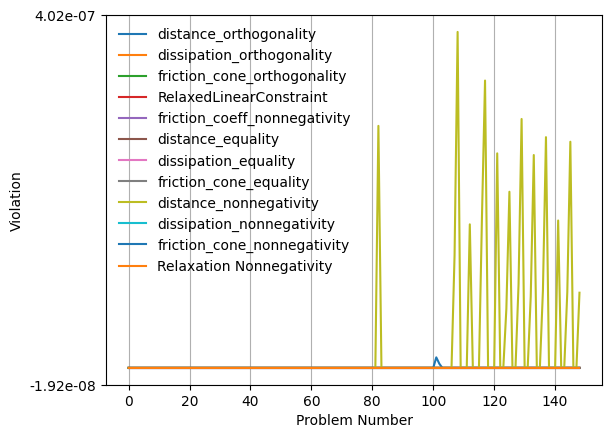 4.02e-07
distance_orthogonality
dissipation_orthogonality
friction_cone_orthogonality
RelaxedLinearConstraint
friction_coeff_nonnegativity
distance_equality
dissipation_equality
friction_cone_equality
distance_nonnegativity
dissipation_nonnegativity
friction_cone_nonnegativity
Relaxation Nonnegativity
Violation
-1.92e-08
0 20 40 60 80 100 120 140
Problem Number